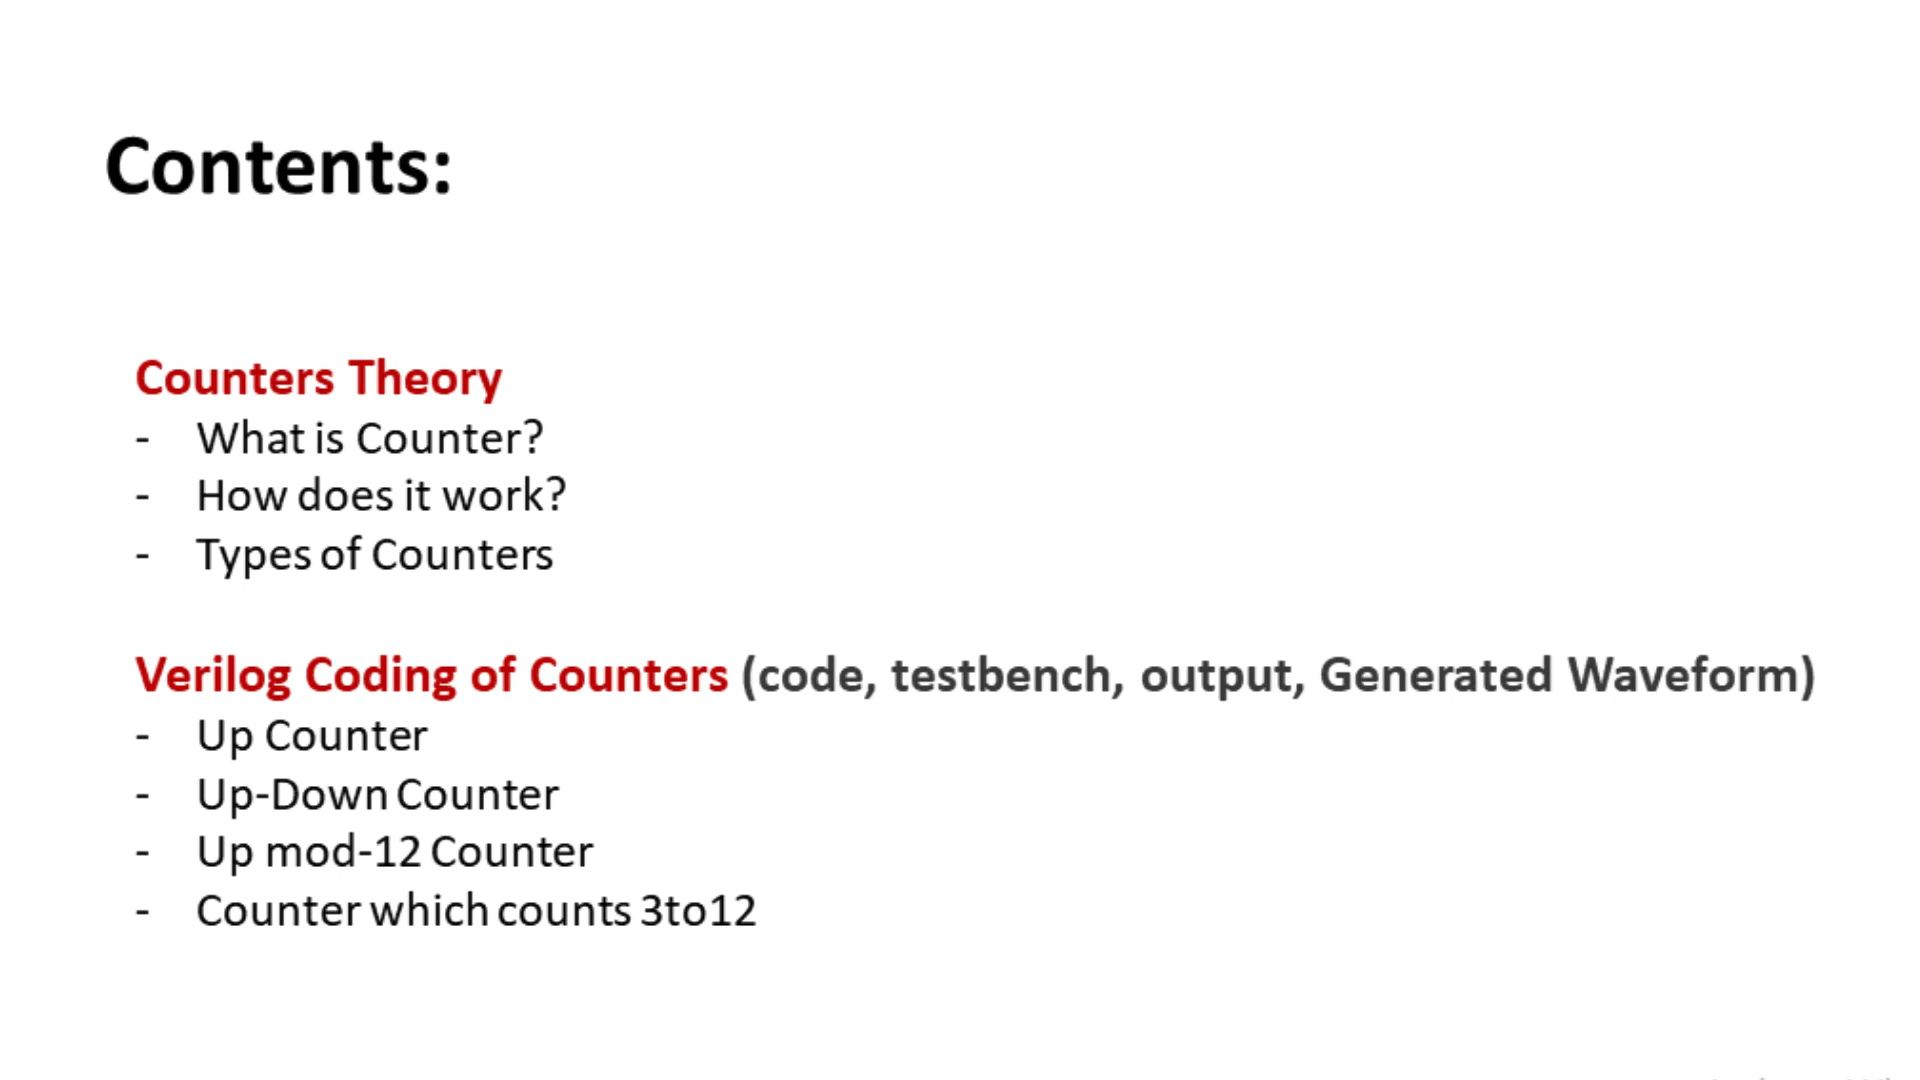 Contents:
Counters Theory
- What is Counter?
- How does it work?
- Types of Counters
Verilog Coding of Counters (code, testbench, output, Generated Waveform)
- Up Counter
- Up-Down Counter
- Up mod-12 Counter
- Counter which counts 3to12